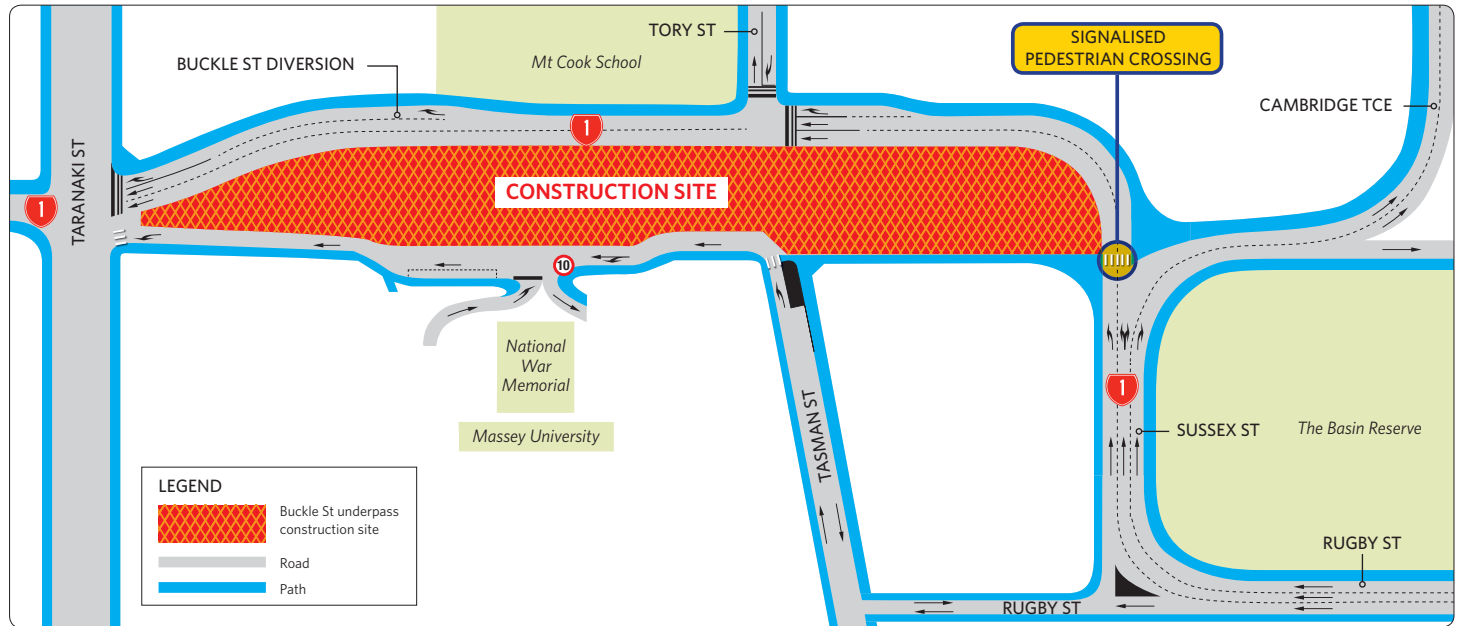 TORY ST
Mt Cook School
BUCKLE ST DIVERSION
SIGNALISED
PEDESTRIAN CROSSING
CAMBRIDGE TCE
1
TARANAKI ST
CONSTRUCTION SITE
1
10
National
War
Memorial
Massey University
TASMAN ST
1
SUSSEX ST
The Basin Reserve
LEGEND
Buckle St underpass
construction site
Road
Path
RUGBY ST
RUGBY ST